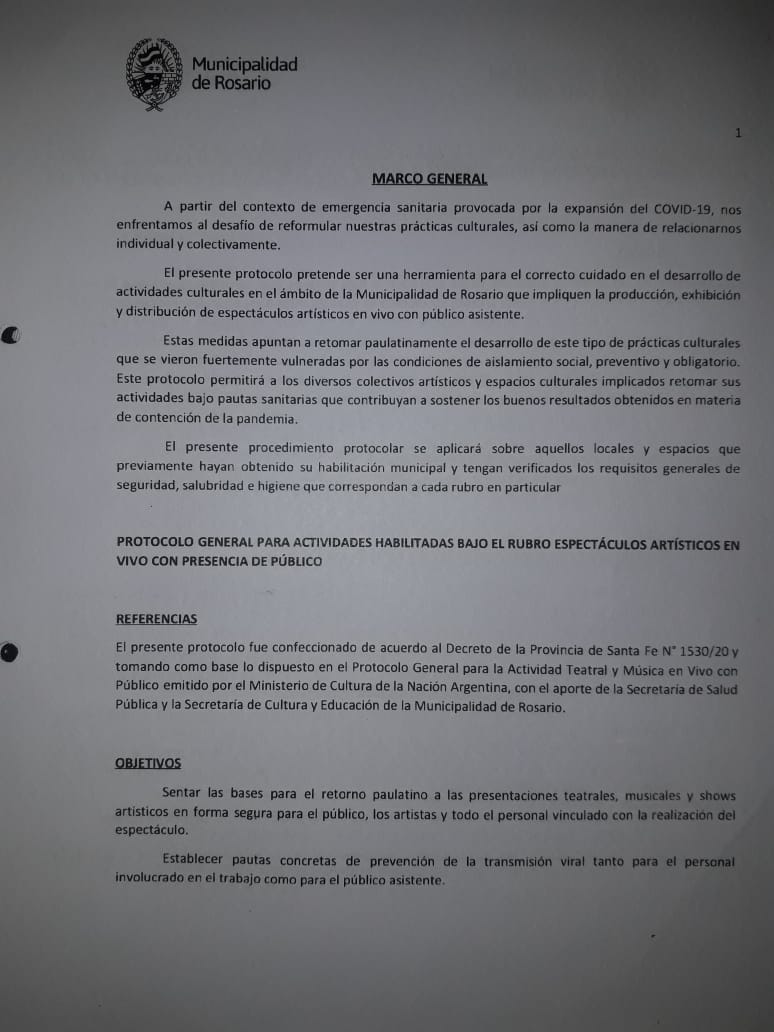 Municipalidad
de Rosario
1
MARCO GENERAL
A partir del contexto de emergencia sanitaria provocada por la expansión del COVID-19, nos
enfrentamos al desafío de reformular nuestras prácticas culturales, así como la manera de relacionarnos
individual y colectivamente.
El presente protocolo pretende ser una herramienta para el correcto cuidado en el desarrollo de
actividades culturales en el ámbito de la Municipalidad de Rosario que impliquen la producción, exhibición
y distribución de espectáculos artísticos en vivo con público asistente.
Estas medidas apuntan a retomar paulatinamente el desarrollo de este tipo de prácticas culturales
que se vieron fuertemente vulneradas por las condiciones de aislamiento social, preventivo y obligatorio.
Este protocolo permitirá a los diversos colectivos artísticos y espacios culturales implicados retomar sus
actividades bajo pautas sanitarias que contribuyan a sostener los buenos resultados obtenidos en materia
de contención de la pandemia.
El presente procedimiento protocolar se aplicará sobre aquellos locales y espacios que
previamente hayan obtenido su habilitación municipal y tengan verificados los requisitos generales de
seguridad, salubridad e higiene que correspondan a cada rubro en particular
PROTOCOLO GENERAL PARA ACTIVIDADES HABILITADAS BAJO EL RUBRO ESPECTÁCULOS ARTÍSTICOS EN
VIVO CON PRESENCIA DE PÚBLICO
REFERENCIAS
El presente protocolo fue confeccionado de acuerdo al Decreto de la Provincia de Santa Fe N° 1530/20 y
tomando como base lo dispuesto en el Protocolo General para la Actividad Teatral y Música en Vivo con
Público emitido por el Ministerio de Cultura de la Nación Argentina, con el aporte de la Secretaría de Salud
Pública y la Secretaría de Cultura y Educación de la Municipalidad de Rosario.
OBJETIVOS
Sentar las bases para el retorno paulatino a las presentaciones teatrales, musicales y shows
artísticos en forma segura para el público, los artistas y todo el personal vinculado con la realización del
espectáculo.
Establecer pautas concretas de prevención de la transmisión viral tanto para el personal
involucrado en el trabajo como para el público asistente.